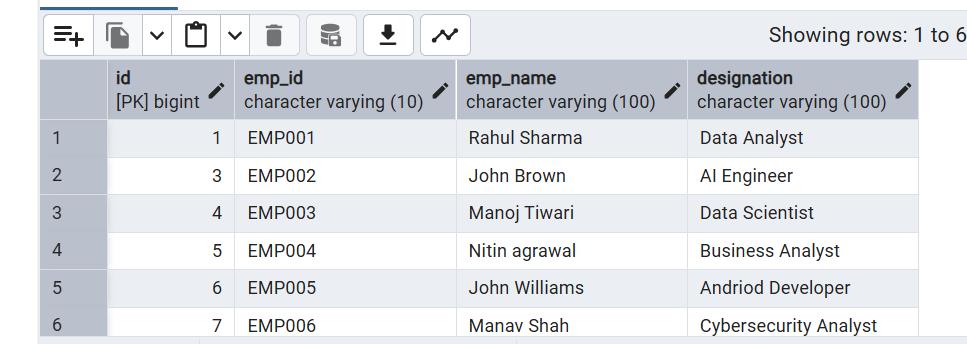 Showing rows: 1 to 6
id emp_id emp_name designation
[PK] bigint character varying (10) character varying (100) character varying (100)
1 1 EMP001 Rahul Sharma Data Analyst
2 3 EMP002 John Brown AI Engineer
3 4 EMP003 Manoj Tiwari Data Scientist
4 5 EMP004 Nitin agrawal Business Analyst
5 6 EMP005 John Williams Andriod Developer
6 7 EMP006 Manav Shah Cybersecurity Analyst